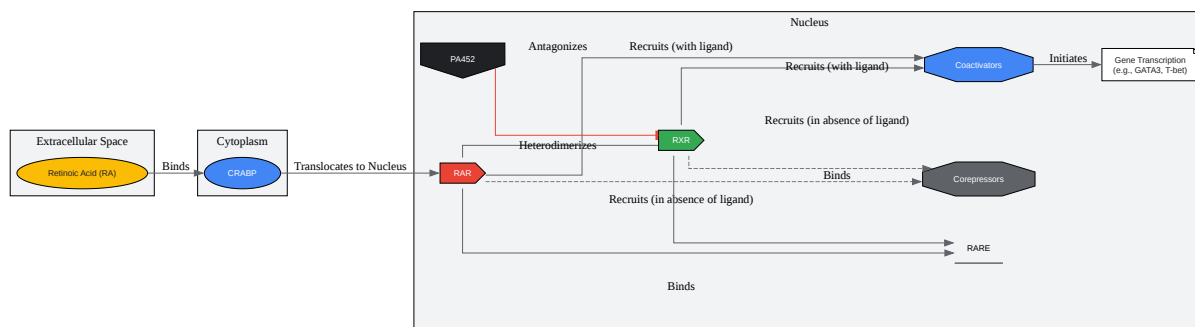 Nucleus
PA452
Antagonizes
Recruits (with ligand)
Recruits (with ligand)
Coactivators
Initiates
Gene Transcription
(e.g., GATA3, T-bet)
Extracellular Space
Retinoic Acid (RA)
Binds
Cytoplasm
CRABP
Translocates to Nucleus
RAR
Heterodimerizes
RXR
Recruits (in absence of ligand)
Binds
Corepressors
Recruits (in absence of ligand)
RARE
Binds